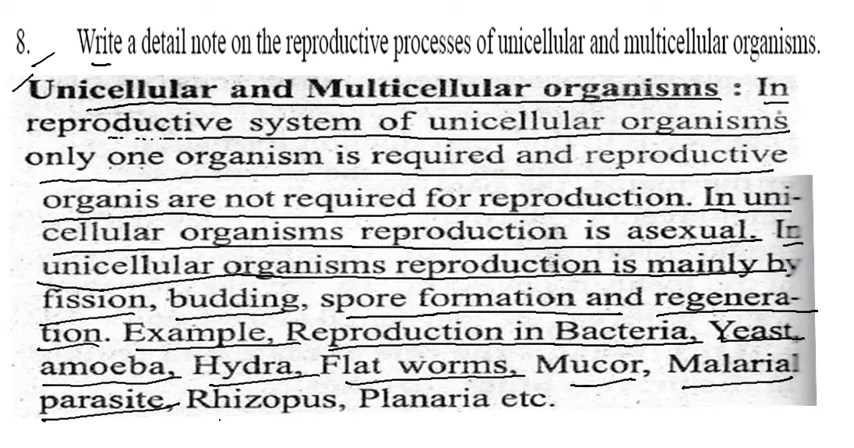 8. Write a detail note on the reproductive processes of unicellular and multicellular organisms.
Unicellular and Multicellular organisms : In
reproductive system of unicellular organisms
only one organism is required and reproductive
organis are not required for reproduction. In uni-
cellular organisms reproduction is asexual. In
unicellular organisms reproduction is mainly by
fission, budding, spore formation and regenera-
tion. Example, Reproduction in Bacteria, Yeast,
amoeba, Hydra, Flat worms, Mucor, Malarial
parasite, Rhizopus, Planaria etc.